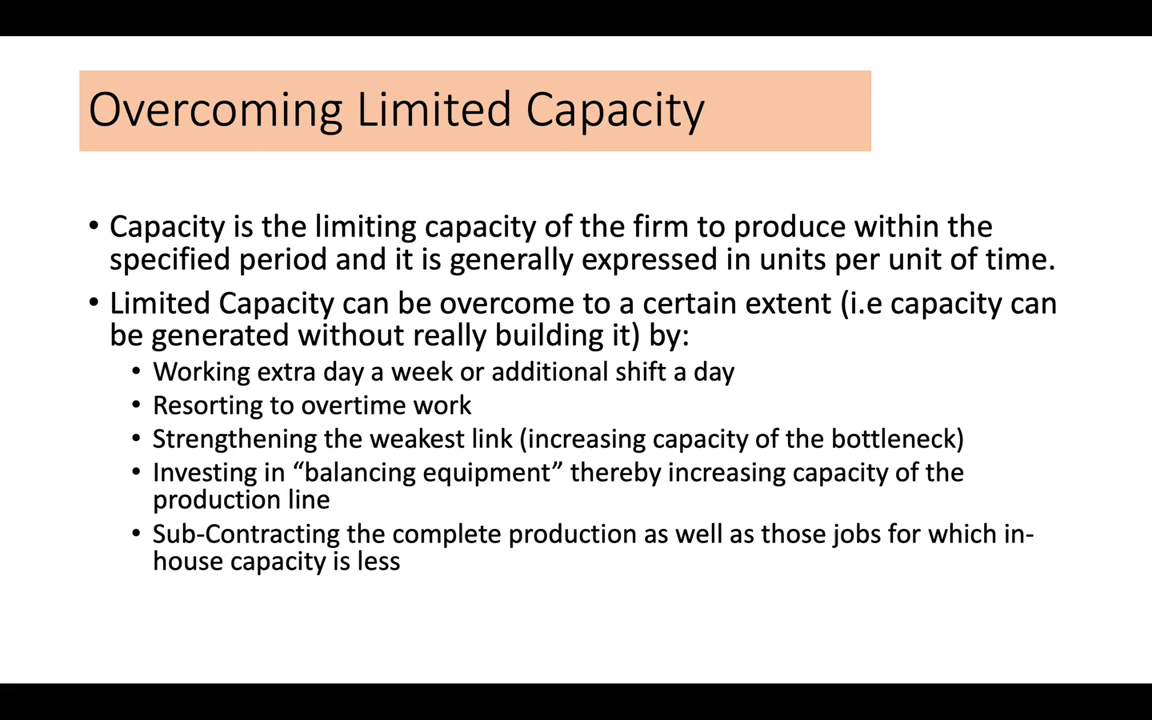 Overcoming Limited Capacity
• Capacity is the limiting capacity of the firm to produce within the
specified period and it is generally expressed in units per unit of time.
• Limited Capacity can be overcome to a certain extent (i.e capacity can
be generated without really building it) by:
• Working extra day a week or additional shift a day
• Resorting to overtime work
• Strengthening the weakest link (increasing capacity of the bottleneck)
• Investing in “balancing equipment” thereby increasing capacity of the
production line
• Sub-Contracting the complete production as well as those jobs for which in-
house capacity is less